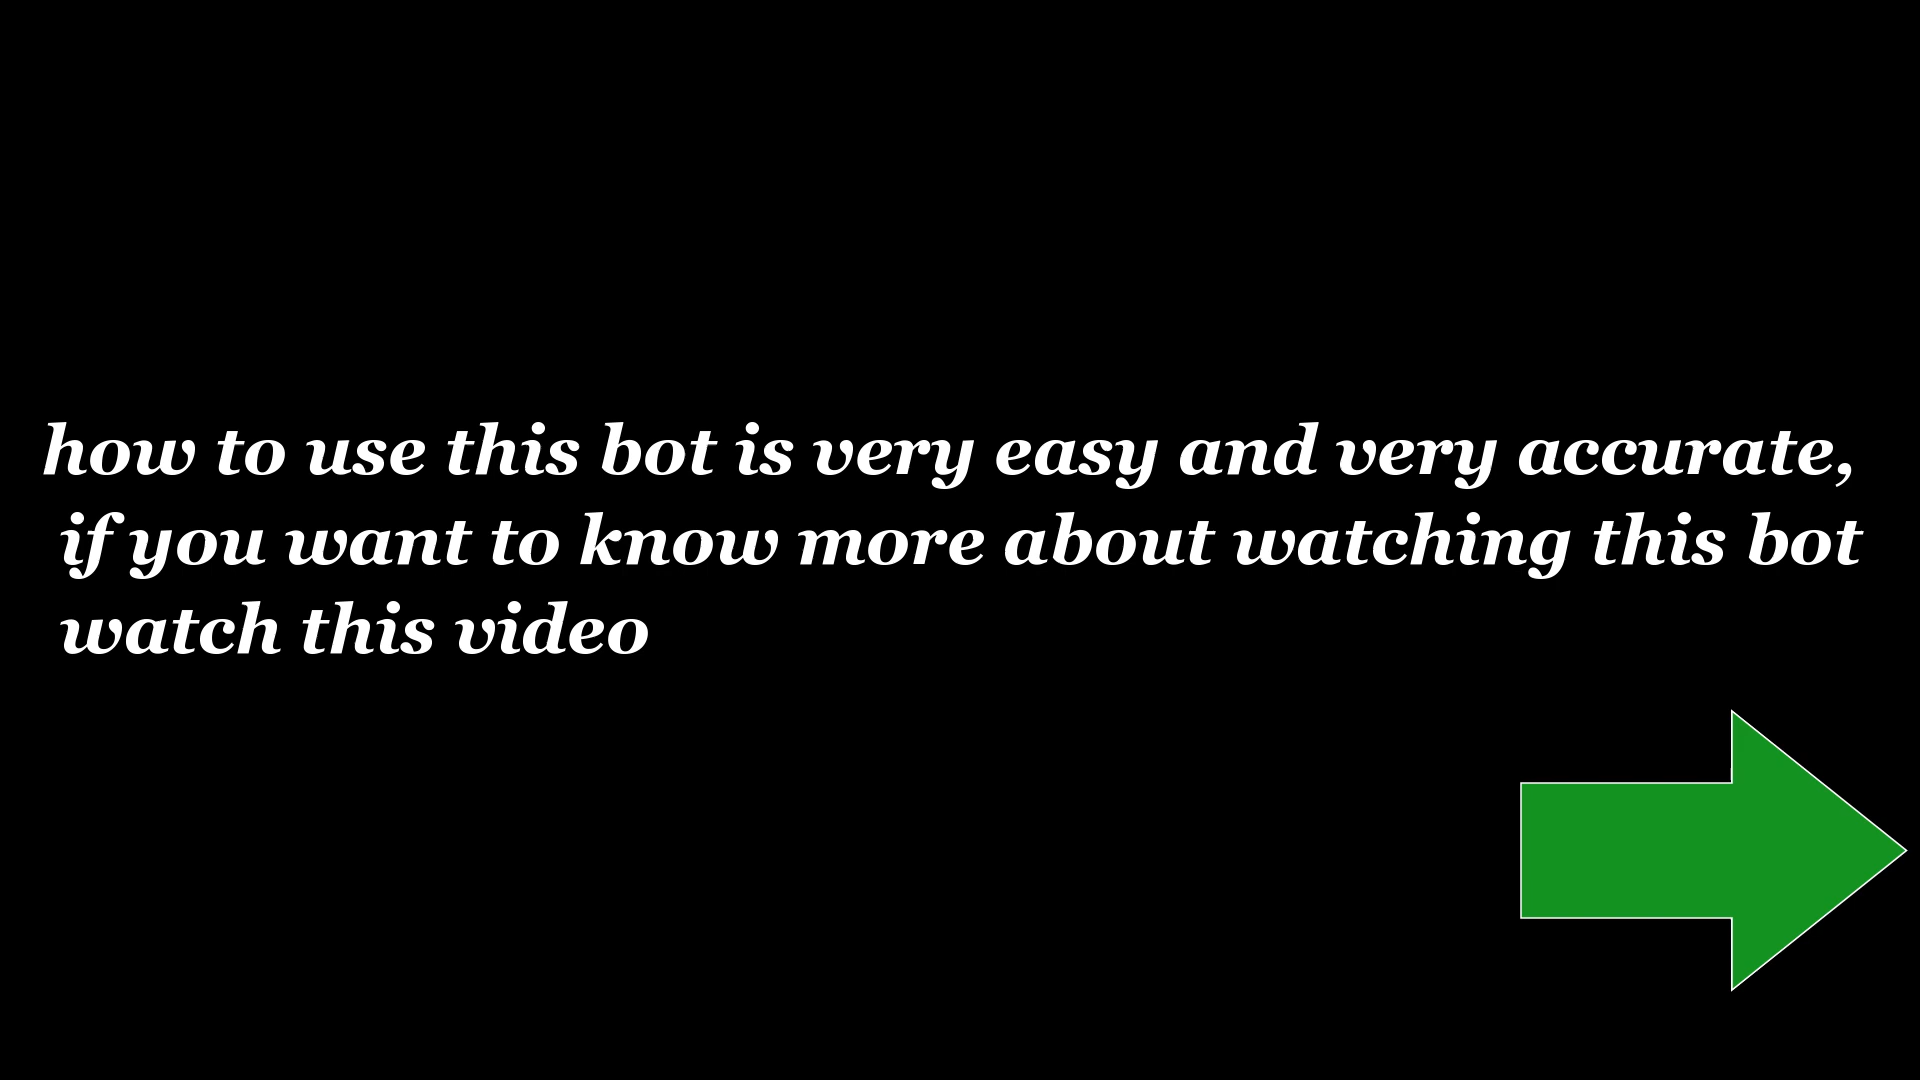 how to use this bot is very easy and very accurate,
if you want to know more about watching this bot
watch this video